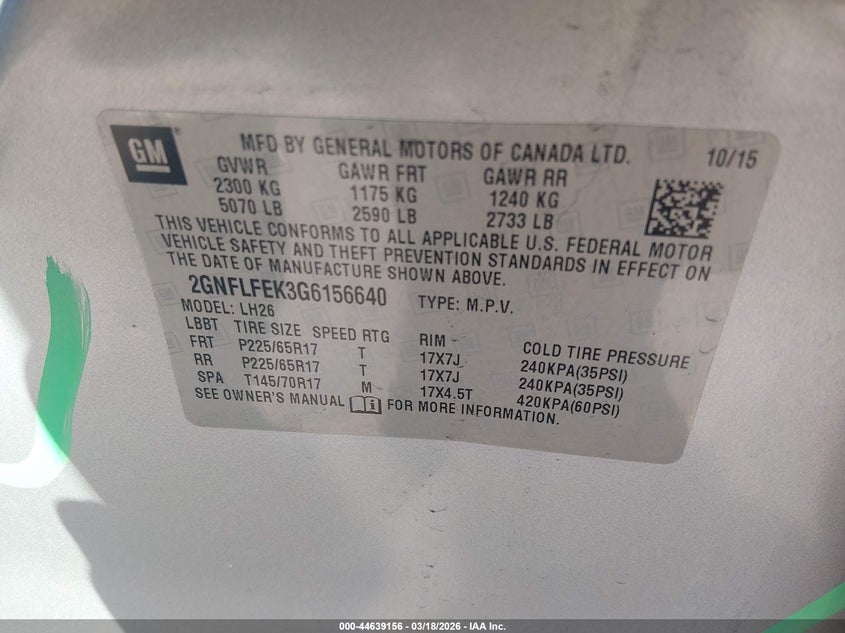 GM ®
MFD BY GENERAL MOTORS OF CANADA LTD. 10/15
GVWR GAWR FRT GAWR RR
2300 KG 1175 KG 1240 KG
5070 LB 2590 LB 2733 LB
THIS VEHICLE CONFORMS TO ALL APPLICABLE U.S. FEDERAL MOTOR
VEHICLE SAFETY AND THEFT PREVENTION STANDARDS IN EFFECT ON
THE DATE OF MANUFACTURE SHOWN ABOVE.
2GNFLFEK3G6156640 TYPE: M.P.V.
MODEL: LH26
LBBT TIRE SIZE SPEED RTG RIM COLD TIRE PRESSURE
FRT P225/65R17 T 17X7J 240KPA(35PSI)
RR P225/65R17 T 17X7J 240KPA(35PSI)
SPA T145/70R17 M 17X4.5T 420KPA(60PSI)
SEE OWNER'S MANUAL FOR MORE INFORMATION.
000-44639156 — 03/18/2026 — IAA Inc.